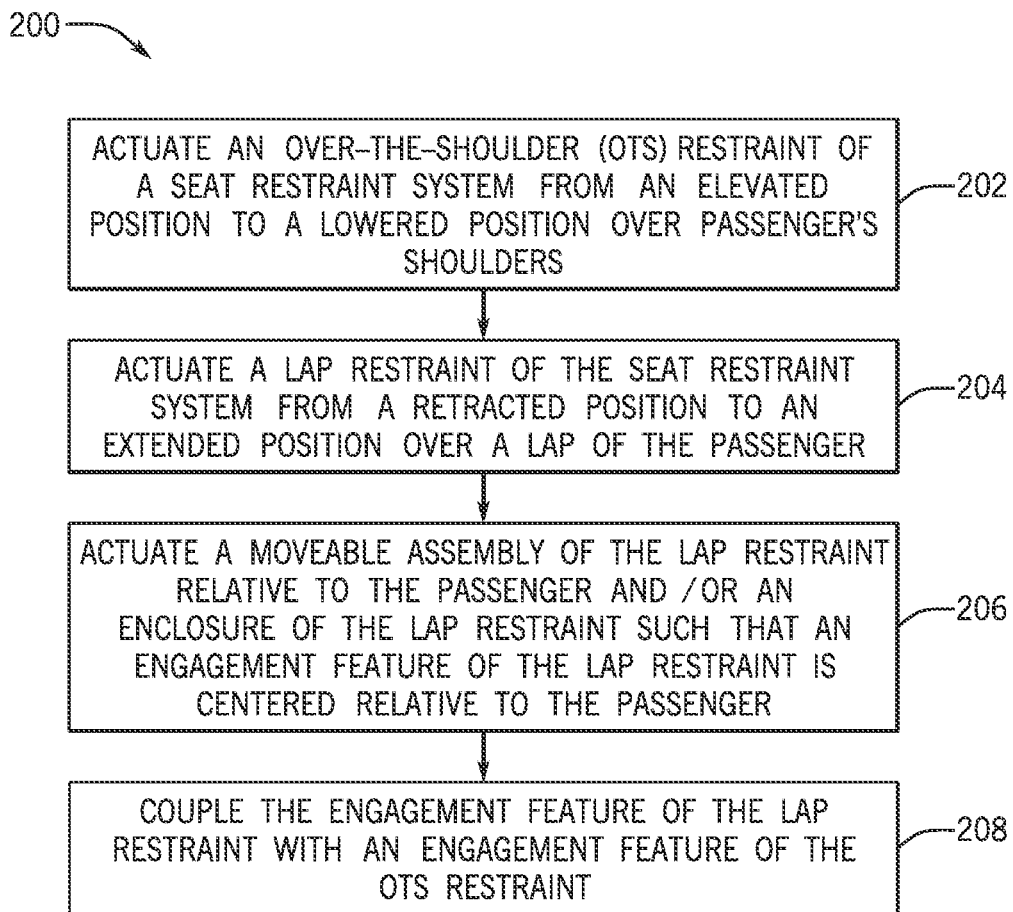 200
ACTUATE AN OVER-THE-SHOULDER (OTS) RESTRAINT OF
A SEAT RESTRAINT SYSTEM FROM AN ELEVATED
POSITION TO A LOWERED POSITION OVER PASSENGER'S
SHOULDERS
202
ACTUATE A LAP RESTRAINT OF THE SEAT RESTRAINT
SYSTEM FROM A RETRACTED POSITION TO AN
EXTENDED POSITION OVER A LAP OF THE PASSENGER
204
ACTUATE A MOVEABLE ASSEMBLY OF THE LAP RESTRAINT
RELATIVE TO THE PASSENGER AND /OR AN
ENCLOSURE OF THE LAP RESTRAINT SUCH THAT AN
ENGAGEMENT FEATURE OF THE LAP RESTRAINT IS
CENTERED RELATIVE TO THE PASSENGER
206
COUPLE THE ENGAGEMENT FEATURE OF THE LAP
RESTRAINT WITH AN ENGAGEMENT FEATURE OF THE
OTS RESTRAINT
208